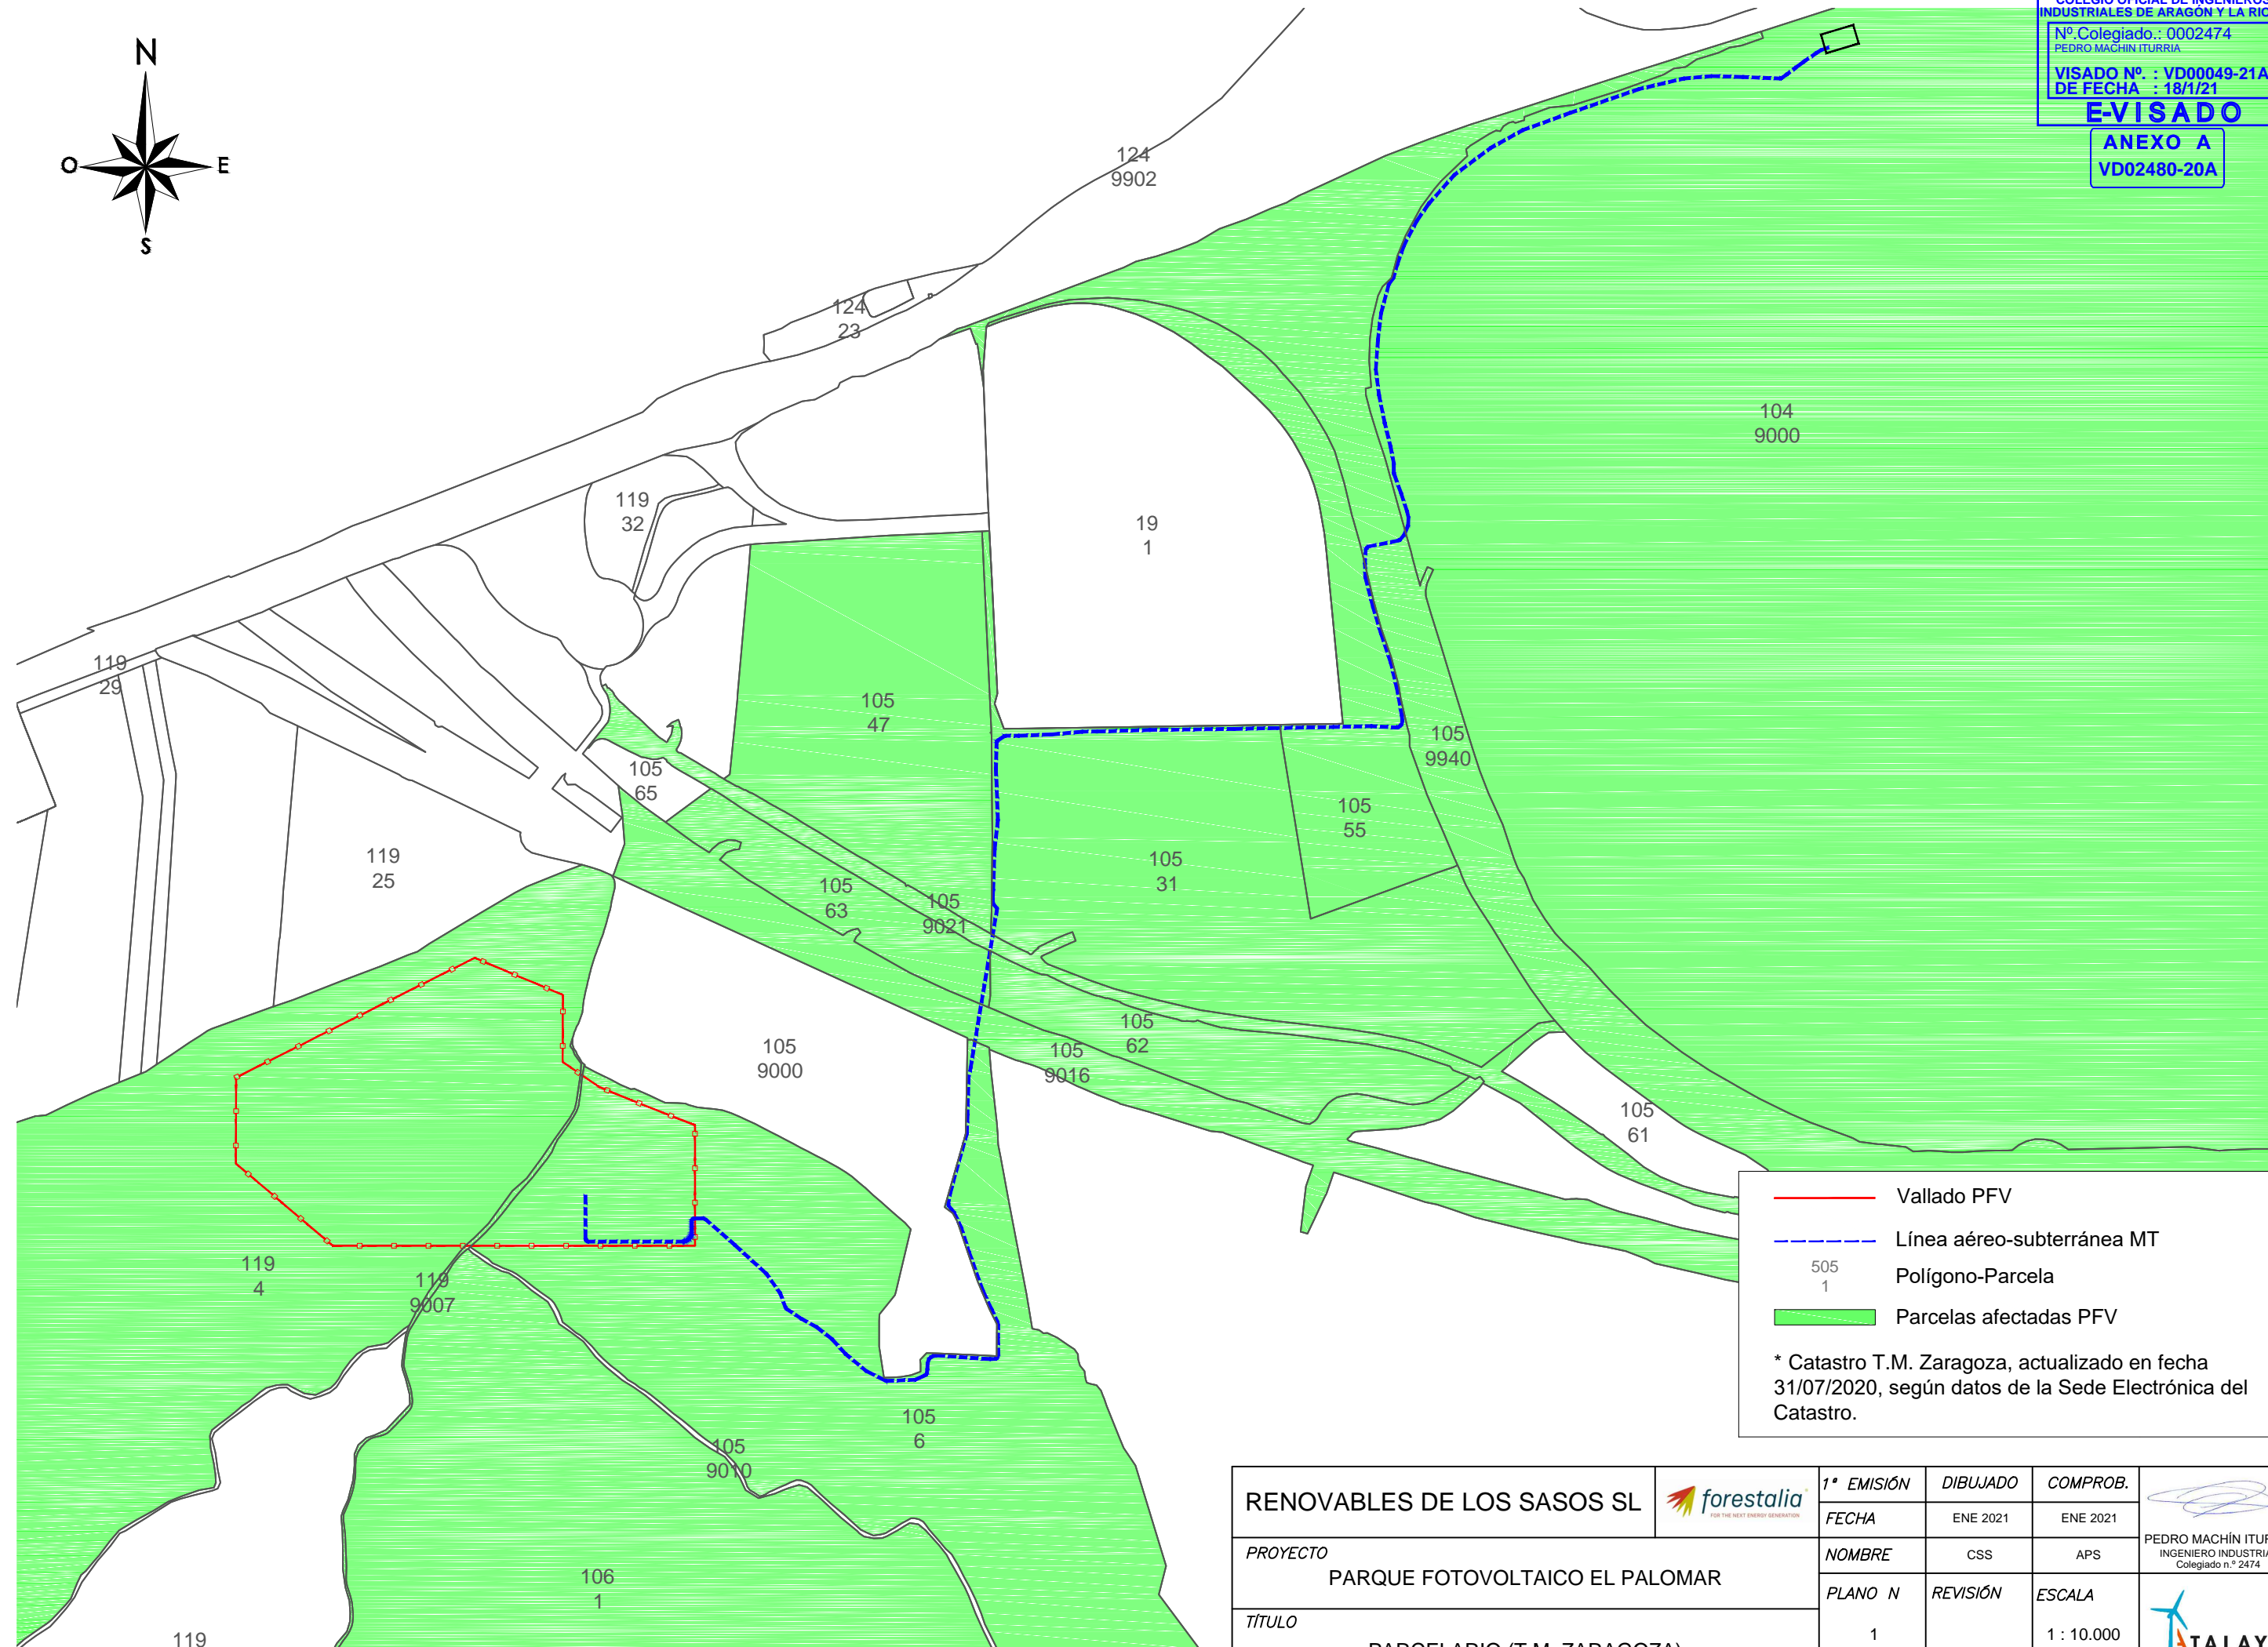 COLEGIO OFICIAL DE INGENIEROS
INDUSTRIALES DE ARAGÓN Y LA
Nº.Colegiado.: 0002474
PEDRO MACHIN ITURRIA
VISADO Nº. : VD00049-21A
DE FECHA : 18/1/21
E-VISADO
ANEXO A
VD02480-20A
N
O
E
S
124
9902
124
23
104
9000
119
32
19
1
119
29
105
47
105
9940
105
65
105
55
119
25
105
31
105
63
105
9021
105
62
105
9000
105
9016
105
61
119
4
119
9007
105
6
105
9010
106
1
119
Vallado PFV
Línea aéreo-subterránea MT
505
1
Polígono-Parcela
Parcelas afectadas PFV
* Catastro T.M. Zaragoza, actualizado en fecha
31/07/2020, según datos de la Sede Electrónica del
Catastro.
RENOVABLES DE LOS SASOS SL
forestalia
FOR THE NEXT ENERGY GENERATION
1ª EMISIÓN
DIBUJADO
COMPROB.
FECHA
ENE 2021
ENE 2021
NOMBRE
CSS
APS
PEDRO MACHÍN
INGENIERO
Colegiado n.º 2474
PROYECTO
PARQUE FOTOVOLTAICO EL PALOMAR
PLANO N
1
REVISIÓN
ESCALA
1 : 10.000
TÍTULO
PARCELARIO (T.M. ZARAGOZA)